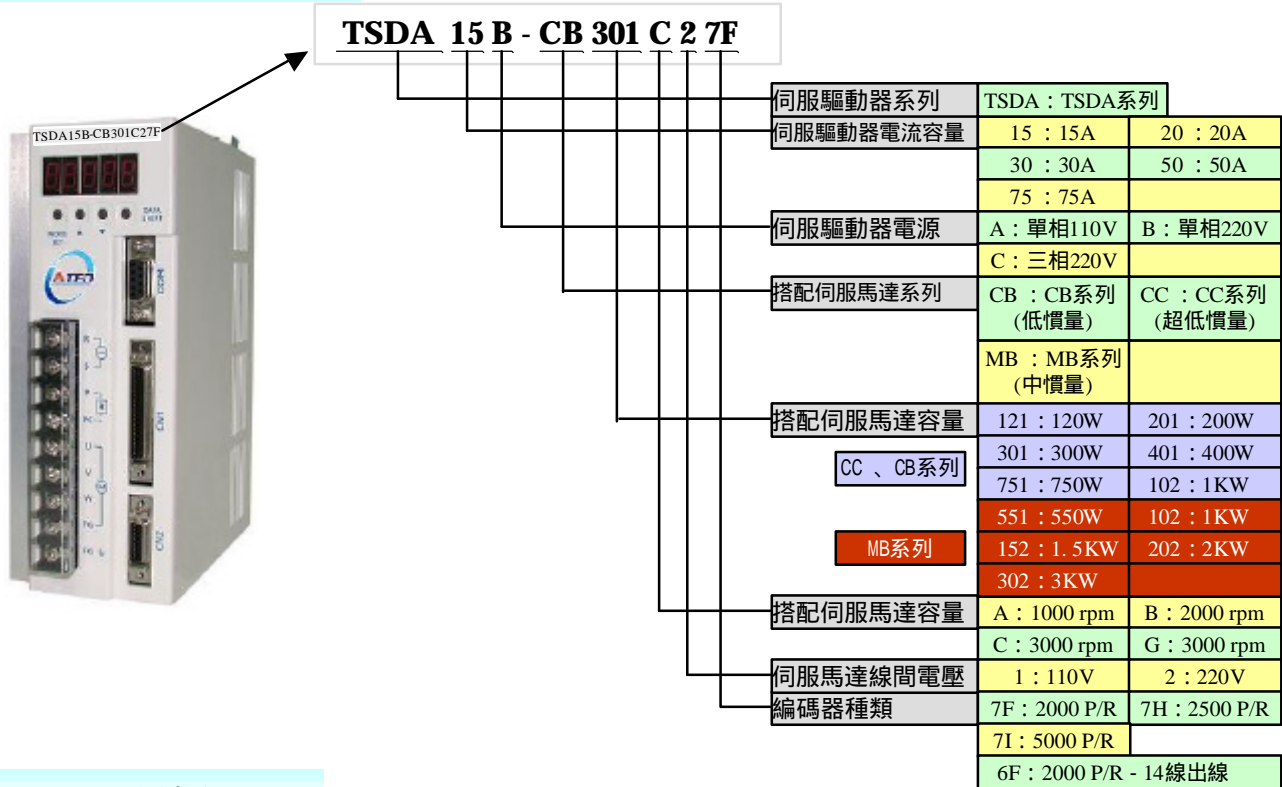 TSDA 15 B - CB 301 C 2 7F
TSDA15B-CB301C27F
伺服驅動器系列 TSDA：TSDA系列
伺服驅動器電流容量 15：15A 20：20A
30：30A 50：50A
75：75A
伺服驅動器電源 A：單相110V B：單相220V
C：三相220V
搭配伺服馬達系列 CB：CB系列 CC：CC系列
(低慣量) (超低慣量)
MB：MB系列
(中慣量)
搭配伺服馬達容量 121：120W 201：200W
CC 、CB系列 301：300W 401：400W
751：750W 102：1KW
551：550W 102：1KW
MB系列 152：1.5KW 202：2KW
302：3KW
搭配伺服馬達容量 A：1000 rpm B：2000 rpm
C：3000 rpm G：3000 rpm
伺服馬達線間電壓 1：110V 2：220V
編碼器種類 7F：2000 P/R 7H：2500 P/R
7I：5000 P/R
6F：2000 P/R - 14線出線
CN1
CN2
R
S
P
PC
U
V
W
FG